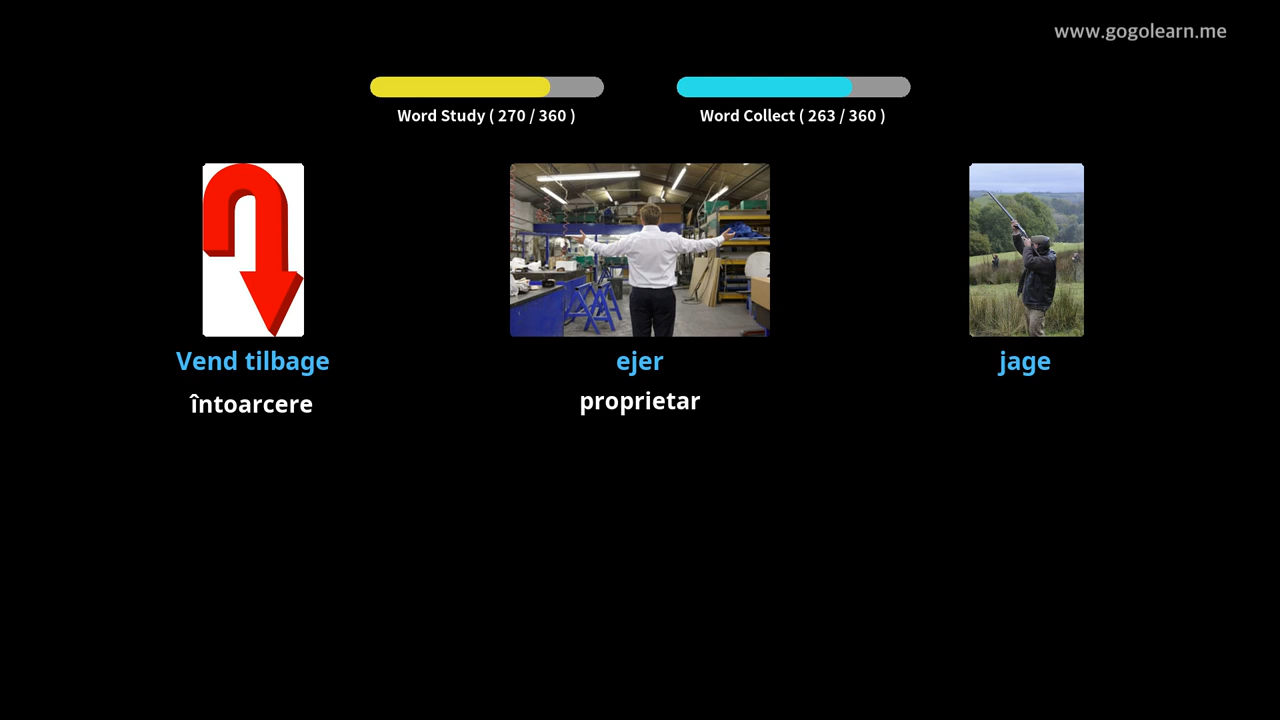 www.gogolearn.me
Word Study ( 270 / 360 )
Word Collect ( 263 / 360 )
Vend tilbage
ejer
jage
întoarcere
proprietar